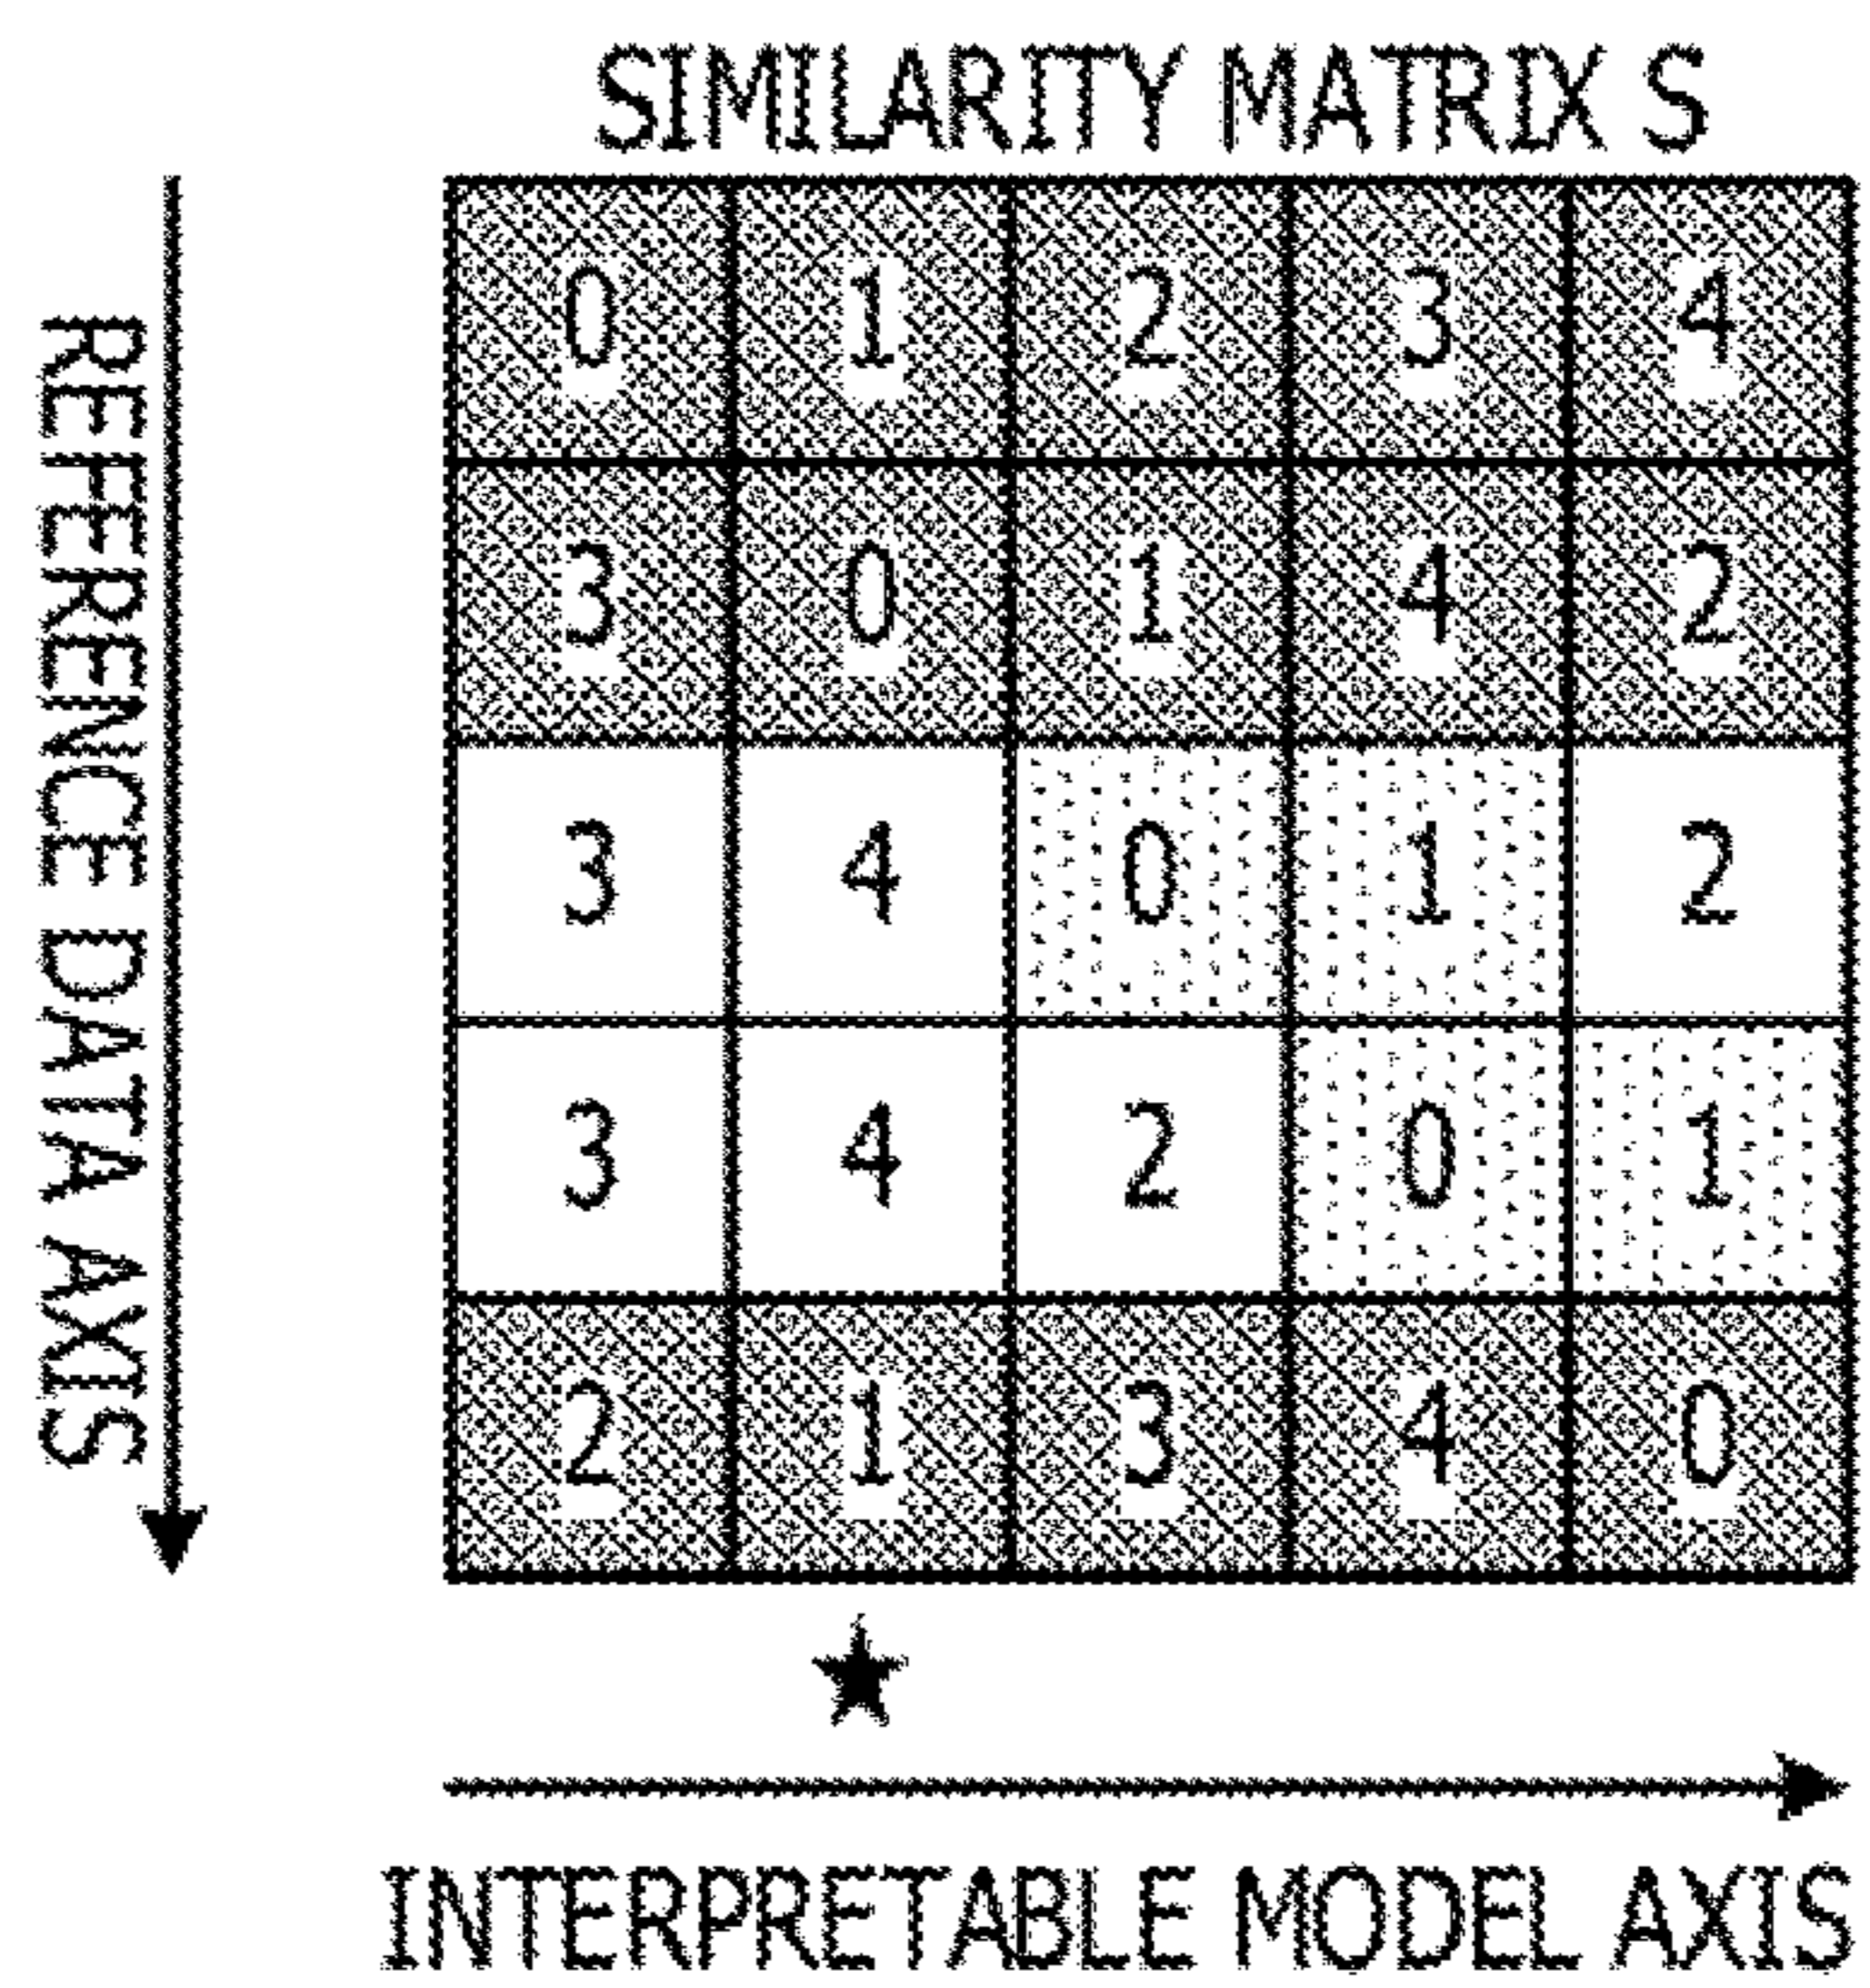 SIMILARITY MATRIX S
REFERENCE DATA AXIS
0 1 2 3 4
3 0 1 4 2
3 4 0 1 2
3 4 2 0 1
2 1 3 4 0
INTERPRETABLE MODEL AXIS